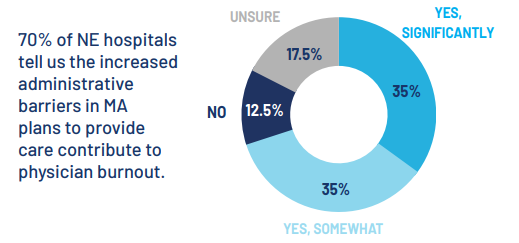 70% of NE hospitals
tell us the increased
administrative
barriers in MA
plans to provide
care contribute to
physician burnout.
UNSURE
YES,
SIGNIFICANTLY
17.5%
35%
NO
12.5%
35%
YES, SOMEWHAT